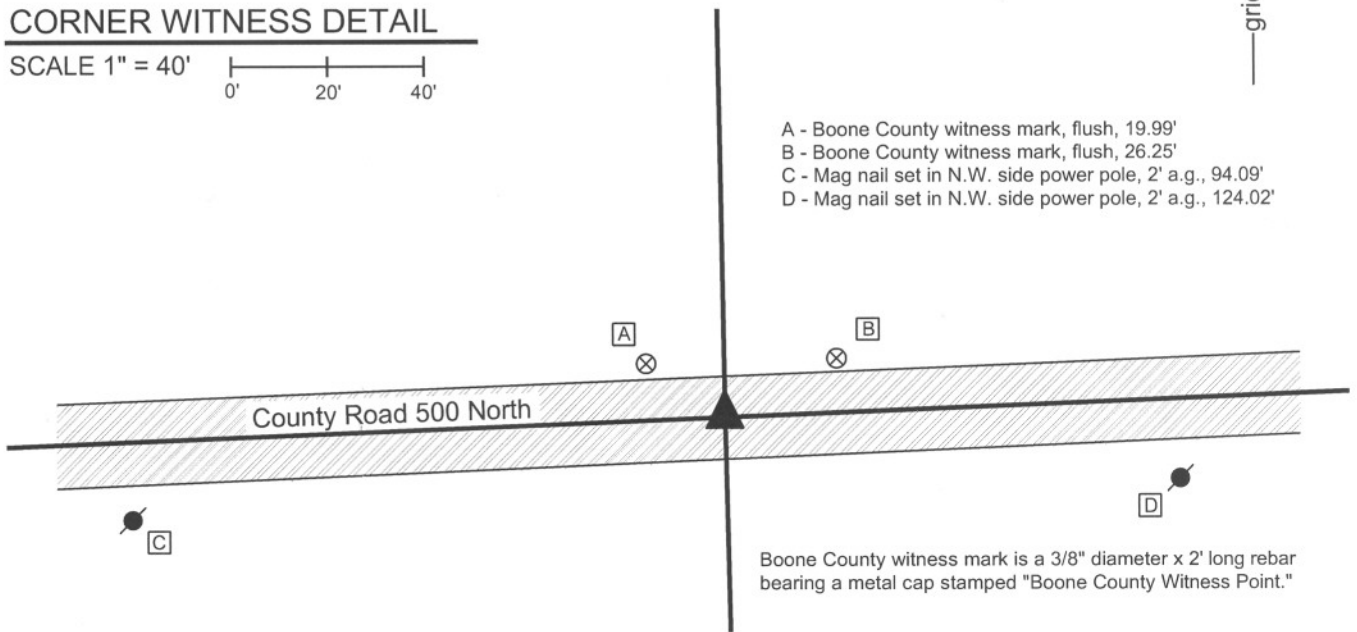 CORNER WITNESS DETAIL
SCALE 1" = 40'
0' 20' 40'
A - Boone County witness mark, flush, 19.99'
B - Boone County witness mark, flush, 26.25'
C - Mag nail set in N.W. side power pole, 2' a.g., 94.09'
D - Mag nail set in N.W. side power pole, 2' a.g., 124.02'
A
B
County Road 500 North
C
D
Boone County witness mark is a 3/8" diameter x 2' long rebar
bearing a metal cap stamped "Boone County Witness Point."